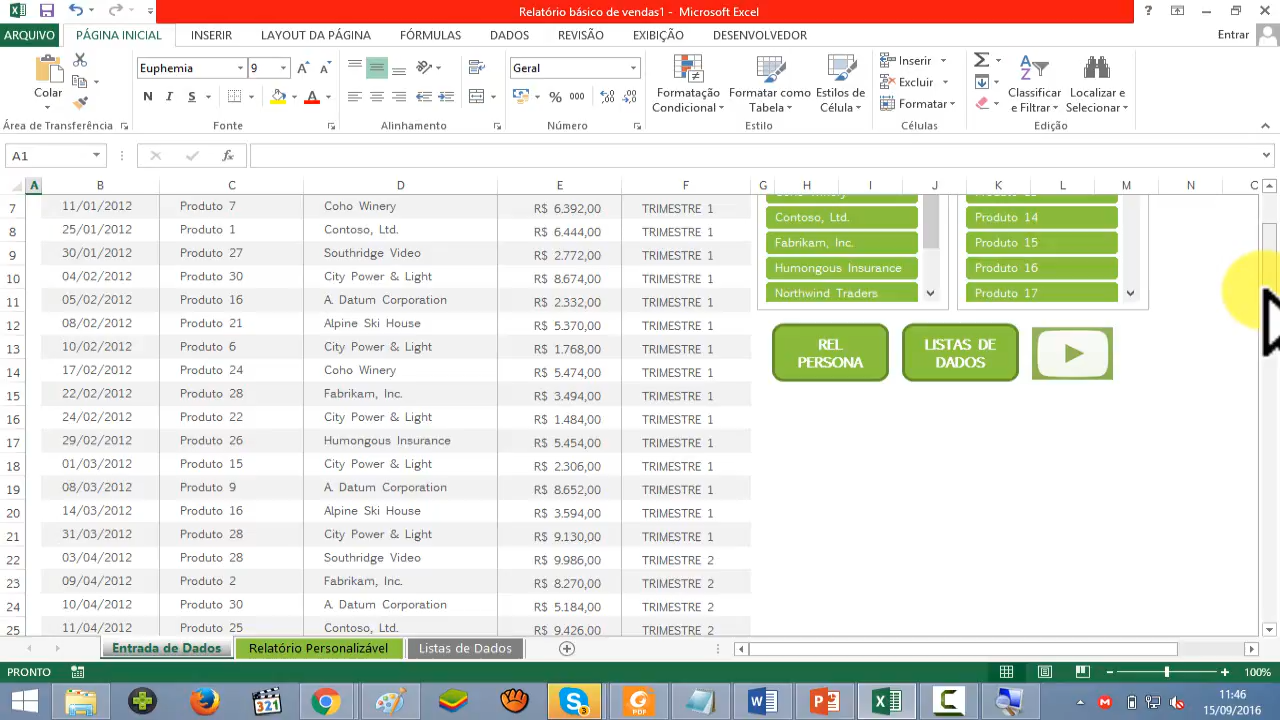 Relatório básico de vendas1 - Microsoft Excel
ARQUIVO PÁGINA INICIAL INSERIR LAYOUT DA PÁGINA FÓRMULAS DADOS REVISÃO EXIBIÇÃO DESENVOLVEDOR Entrar
Colar
Euphemia 9
N I S
Geral
% 000
Formatação Condicional
Formatar como Tabela
Estilos de Célula
Inserir
Excluir
Formatar
Classificar e Filtrar
Localizar e Selecionar
Área de Transferência Fonte Alinhamento Número Estilo Células Edição
A1 fx
A B C D E F G H I J K L M N
7 11/01/2012 Produto 7 Coho Winery R$ 6.392,00 TRIMESTRE 1
8 25/01/2012 Produto 1 Contoso, Ltd. R$ 6.444,00 TRIMESTRE 1
9 30/01/2012 Produto 27 Southridge Video R$ 2.772,00 TRIMESTRE 1
10 04/02/2012 Produto 30 City Power & Light R$ 8.674,00 TRIMESTRE 1
11 03/02/2012 Produto 16 A. Datum Corporation R$ 2.332,00 TRIMESTRE 1
12 08/02/2012 Produto 21 Alpine Ski House R$ 5.370,00 TRIMESTRE 1
13 10/02/2012 Produto 6 City Power & Light R$ 1.768,00 TRIMESTRE 1
14 17/02/2012 Produto 24 Coho Winery R$ 5.474,00 TRIMESTRE 1
15 22/02/2012 Produto 28 Fabrikam, Inc. R$ 3.494,00 TRIMESTRE 1
16 24/02/2012 Produto 22 City Power & Light R$ 1.484,00 TRIMESTRE 1
17 29/02/2012 Produto 26 Humongous Insurance R$ 5.454,00 TRIMESTRE 1
18 01/03/2012 Produto 15 City Power & Light R$ 2.306,00 TRIMESTRE 1
19 08/03/2012 Produto 9 A. Datum Corporation R$ 8.652,00 TRIMESTRE 1
20 14/03/2012 Produto 16 Alpine Ski House R$ 3.594,00 TRIMESTRE 1
21 31/03/2012 Produto 28 City Power & Light R$ 9.130,00 TRIMESTRE 1
22 03/04/2012 Produto 28 Southridge Video R$ 9.986,00 TRIMESTRE 2
23 09/04/2012 Produto 2 Fabrikam, Inc. R$ 8.270,00 TRIMESTRE 2
24 10/04/2012 Produto 30 A. Datum Corporation R$ 5.184,00 TRIMESTRE 2
25 11/04/2012 Produto 25 Contoso, Ltd. R$ 9.426,00 TRIMESTRE 2
Contoso, Ltd.
Fabrikam, Inc.
Humongous Insurance
Northwind Traders
Produto 14
Produto 15
Produto 16
Produto 17
REL
PERSONA
LISTAS DE
DADOS
Entrada de Dados Relatório Personalizável Listas de Dados
PRONTO 100%
11:46
15/09/2016